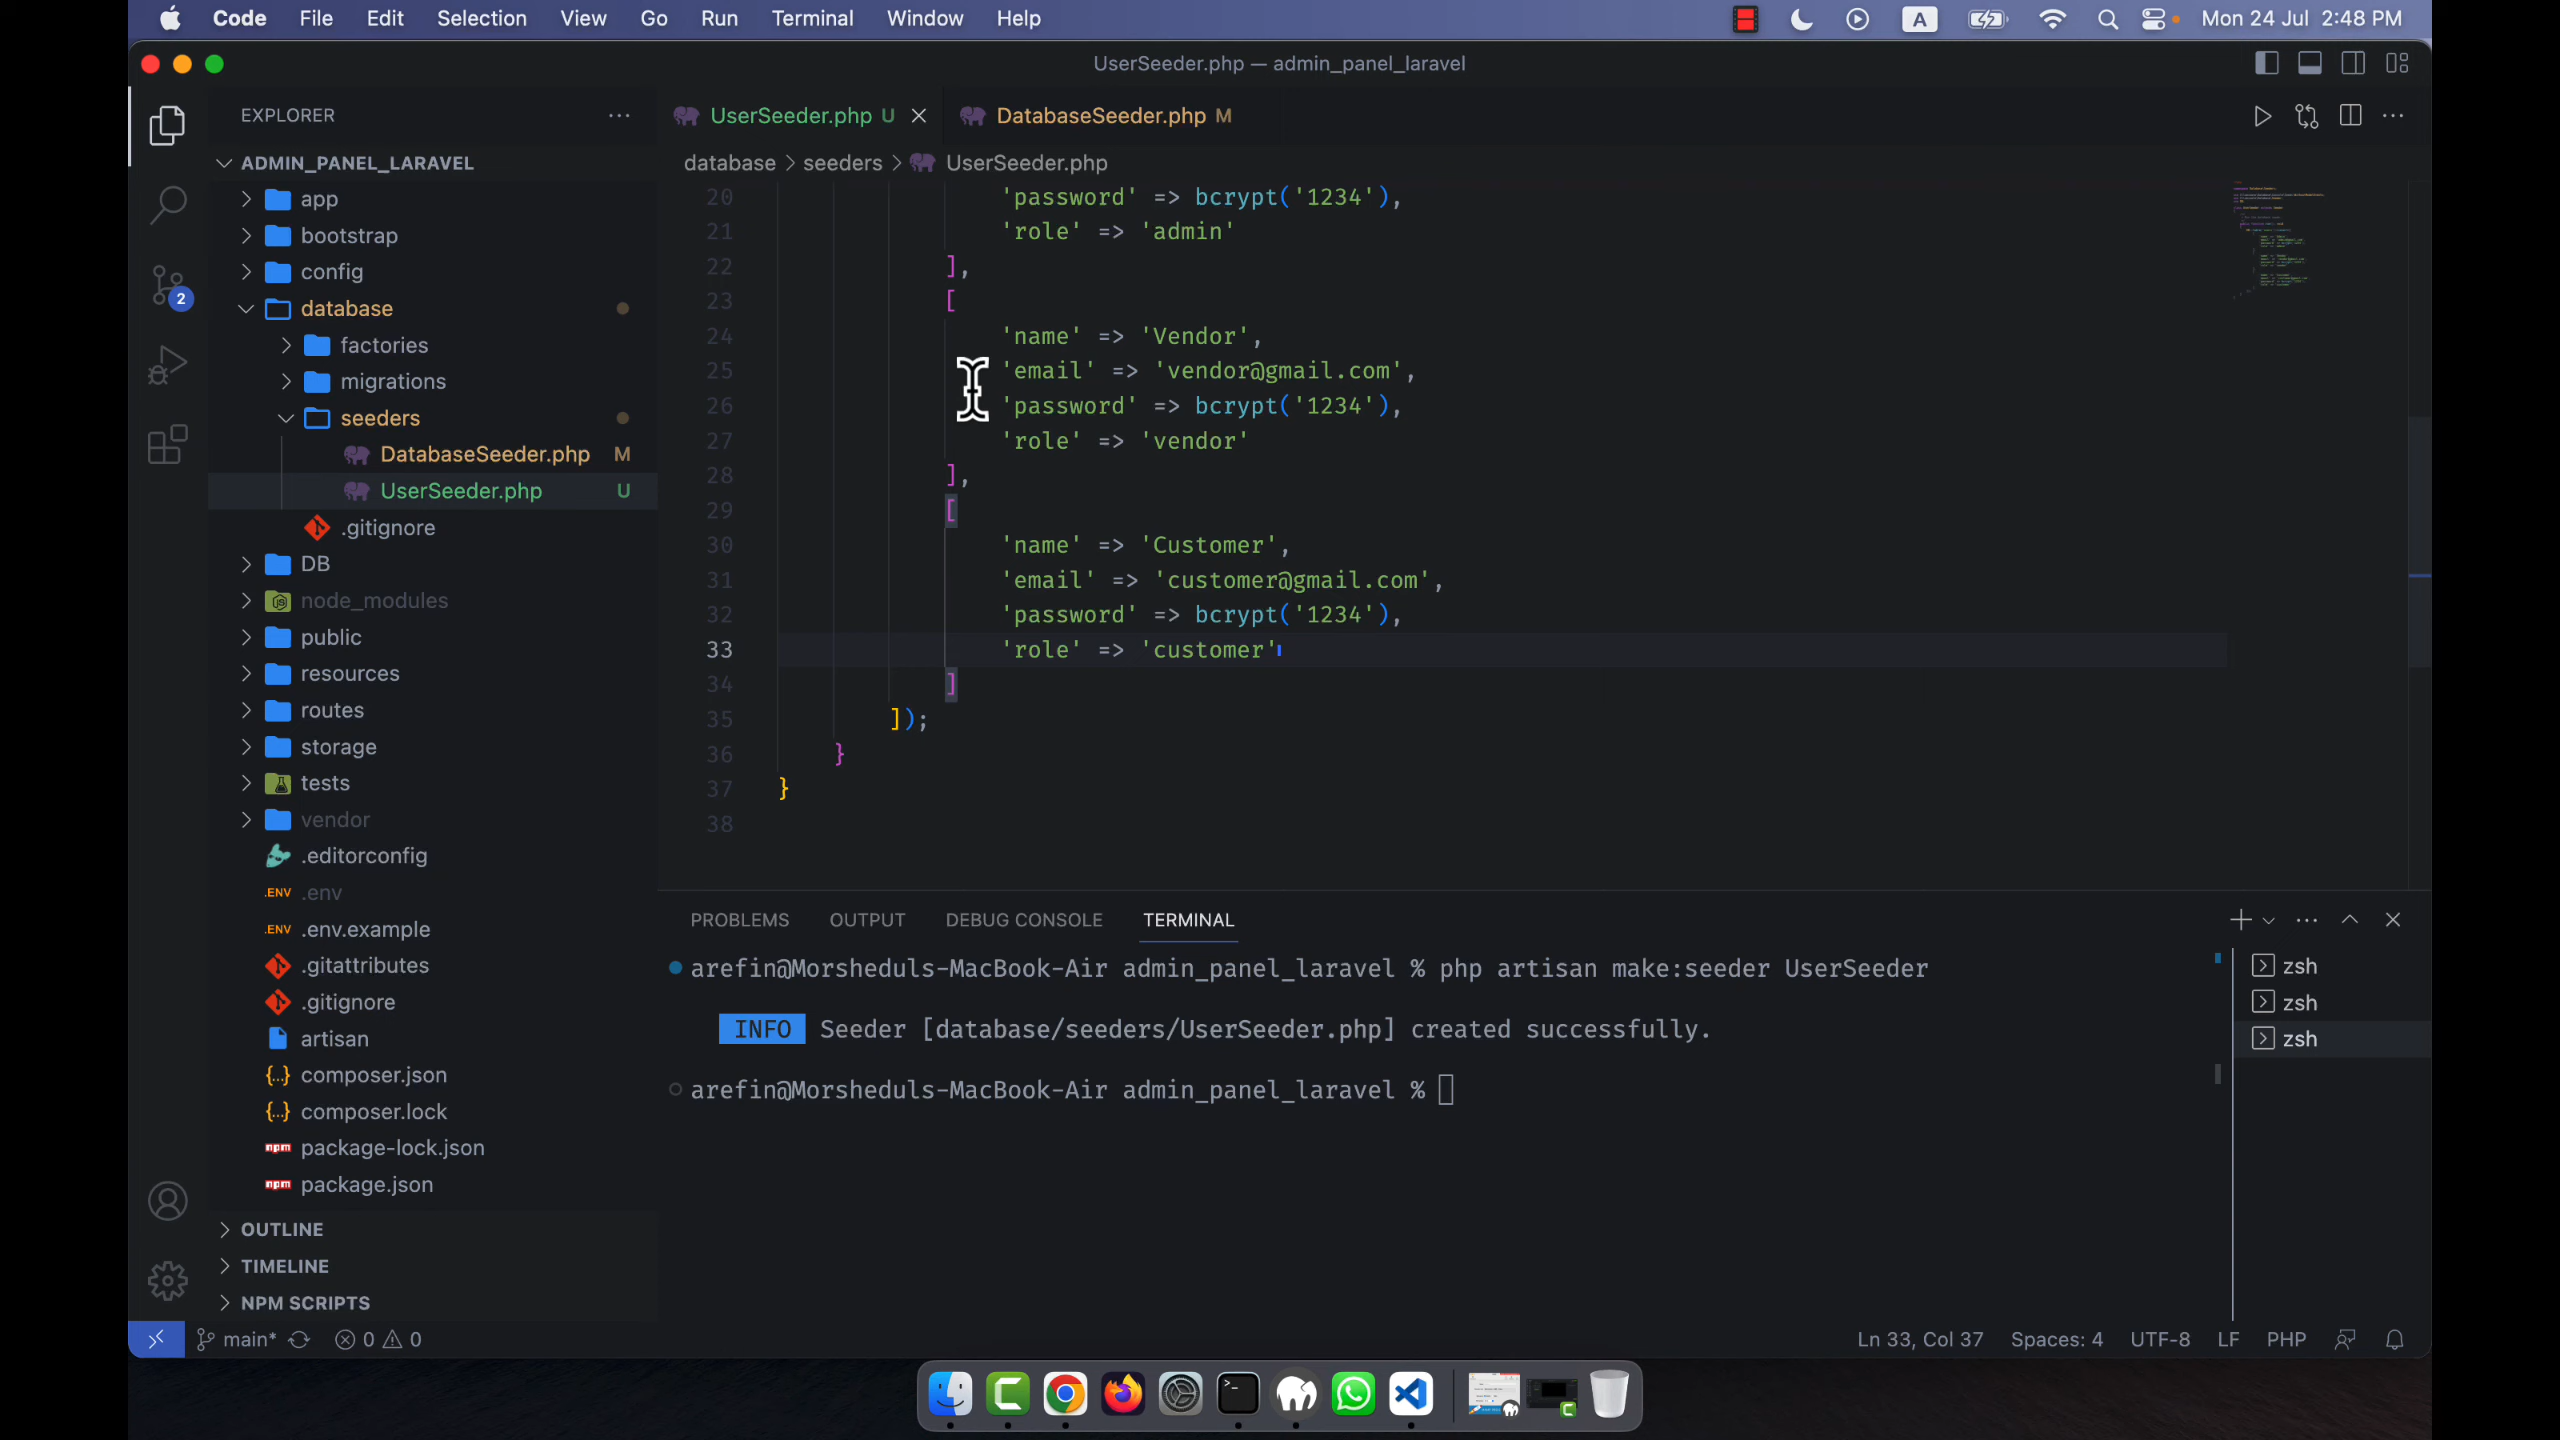 Code File Edit Selection View Go Run Terminal Window Help
A
Mon 24 Jul 2:48 PM
UserSeeder.php — admin_panel_laravel
EXPLORER
UserSeeder.php U
DatabaseSeeder.php M
database > seeders > UserSeeder.php
ADMIN_PANEL_LARAVEL
app
bootstrap
config
2
database
factories
migrations
seeders
DatabaseSeeder.php M
UserSeeder.php U
.gitignore
DB
node_modules
public
resources
routes
storage
tests
vendor
.editorconfig
.ENV .env
.ENV .env.example
.gitattributes
.gitignore
artisan
{..} composer.json
{..} composer.lock
npm package-lock.json
npm package.json
OUTLINE
TIMELINE
NPM SCRIPTS
20 'password' => bcrypt('1234'),
21 'role' => 'admin'
22 ],
23 [
24 'name' => 'Vendor',
25 'email' => 'vendor@gmail.com',
26 'password' => bcrypt('1234'),
27 'role' => 'vendor'
28 ],
29 [
30 'name' => 'Customer',
31 'email' => 'customer@gmail.com',
32 'password' => bcrypt('1234'),
33 'role' => 'customer'
34 ]
35 ]);
36 }
37 }
38
PROBLEMS OUTPUT DEBUG CONSOLE TERMINAL
arefin@Morsheduls-MacBook-Air admin_panel_laravel % php artisan make:seeder UserSeeder
INFO Seeder [database/seeders/UserSeeder.php] created successfully.
arefin@Morsheduls-MacBook-Air admin_panel_laravel %
zsh
zsh
zsh
main* 0 0
Ln 33, Col 37 Spaces: 4 UTF-8 LF PHP